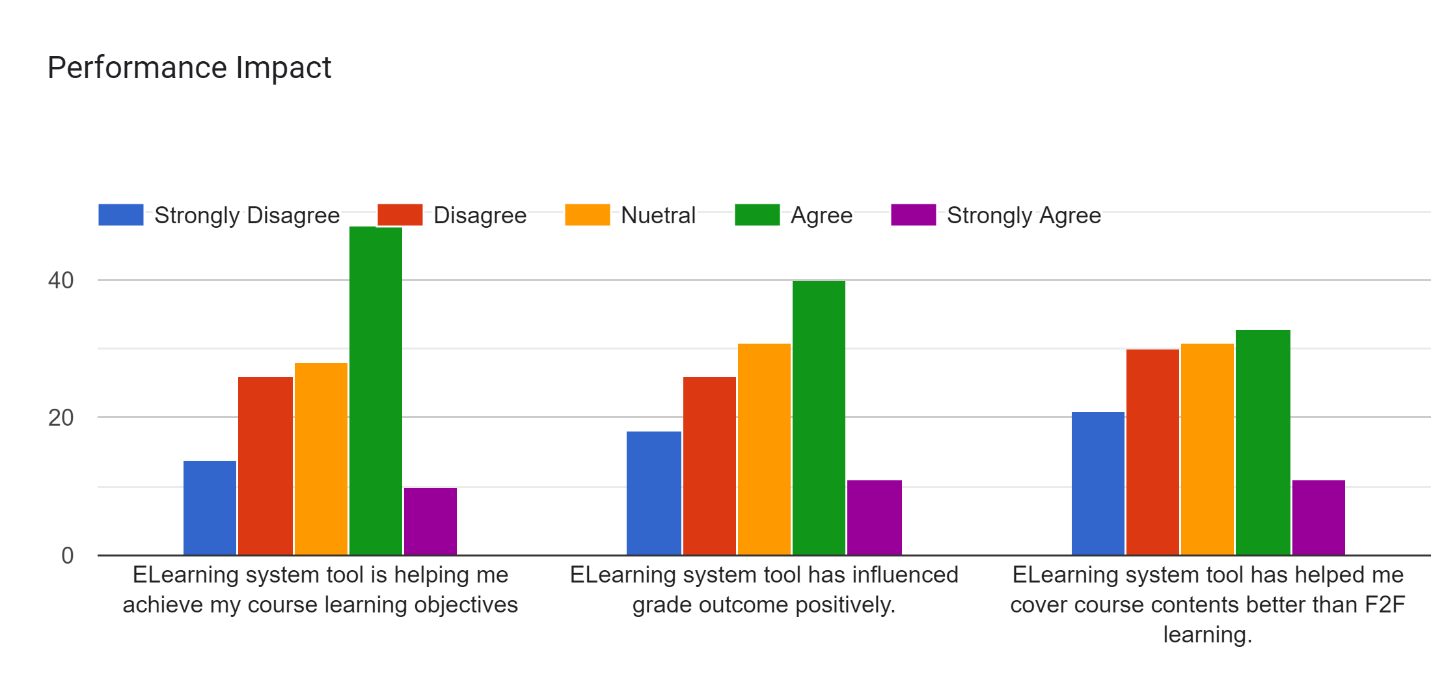 Performance Impact
Strongly Disagree Disagree Nuetral Agree Strongly Agree
40
20
0
ELearning system tool is helping me
achieve my course learning objectives
ELearning system tool has influenced
grade outcome positively.
ELearning system tool has helped me
cover course contents better than F2F
learning.